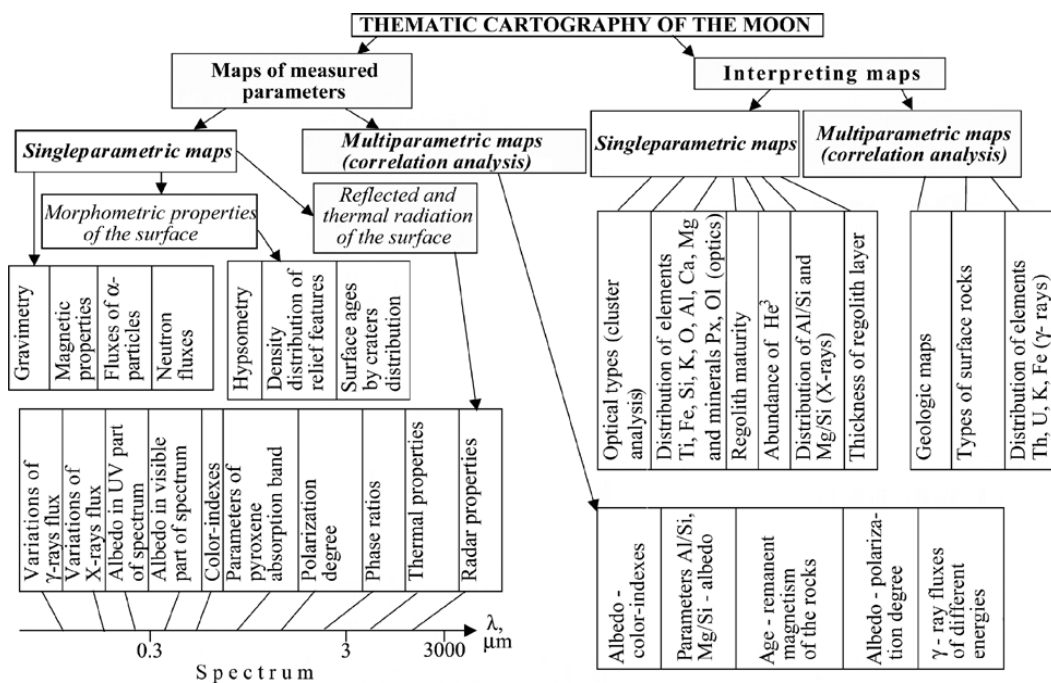 THEMATIC CARTOGRAPHY OF THE MOON
Maps of measured
parameters
Interpreting maps
Singleparametric maps
Multiparametric maps
(correlation analysis)
Singleparametric maps
Multiparametric maps
(correlation analysis)
Morphometric properties
of the surface
Reflected and
thermal radiation
of the surface
Gravimetry
Magnetic
properties
Fluxes of α-
particles
Neutron
fluxes
Hypsometry
Density
distribution of
relief features
Surface ages
by craters
distribution
Optical types (cluster
analysis)
Distribution of elements
Ti, Fe, Si, K, O, Al, Ca, Mg
and minerals Px, Ol (optics)
Regolith maturity
Abundance of He³
Distribution of Al/Si and
Mg/Si (X-rays)
Thickness of regolith layer
Geologic maps
Types of surface rocks
Distribution of elements
Th, U, K, Fe (γ- rays)
Variations of
γ-rays flux
Variations of
X-rays flux
Albedo in UV part
of spectrum
Albedo in visible
part of spectrum
Color-indexes
Parameters of
pyroxene
absorption band
Polarization
degree
Phase ratios
Thermal properties
Radar properties
λ,
μm
0.3
3
3000
Spectrum
Albedo -
color-indexes
Parameters Al/Si,
Mg/Si - albedo
Age - remanant
magnetism
of the rocks
Albedo - polariza-
tion degree
γ - ray fluxes
of different
energies